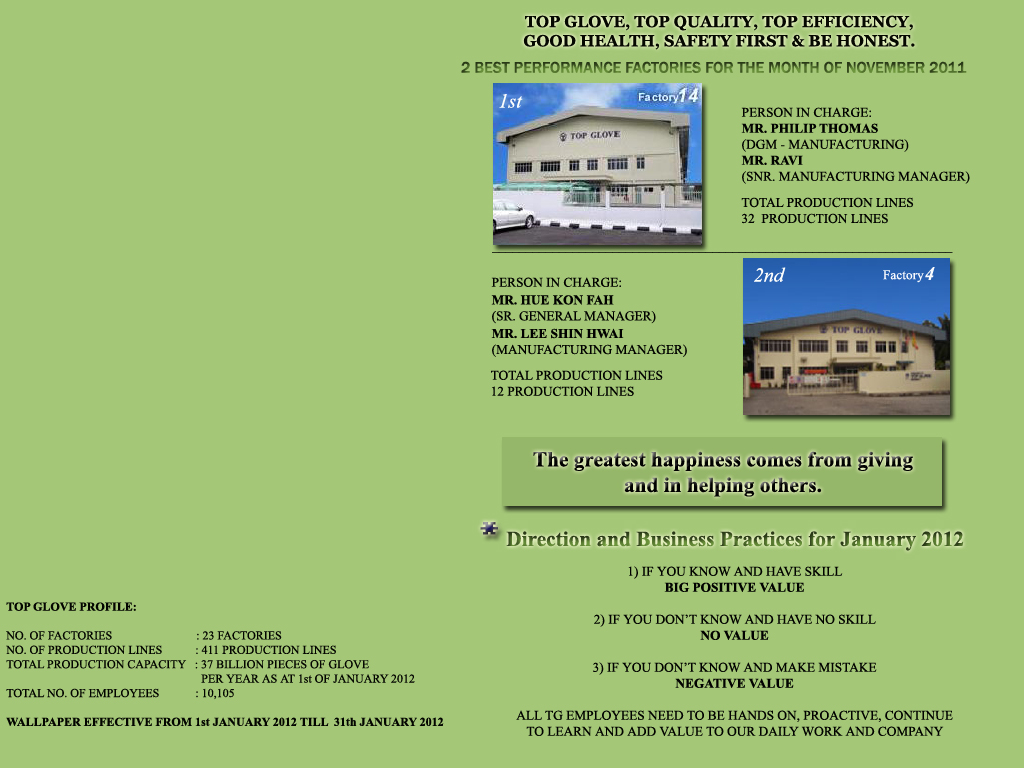 TOP GLOVE, TOP QUALITY, TOP EFFICIENCY,
GOOD HEALTH, SAFETY FIRST & BE HONEST.
2 BEST PERFORMANCE FACTORIES FOR THE MONTH OF NOVEMBER 2011
1st
Factory14
TOP GLOVE
PERSON IN CHARGE:
MR. PHILIP THOMAS
(DGM - MANUFACTURING)
MR. RAVI
(SNR. MANUFACTURING MANAGER)
TOTAL PRODUCTION LINES
32 PRODUCTION LINES
PERSON IN CHARGE:
MR. HUE KON FAH
(SR. GENERAL MANAGER)
MR. LEE SHIN HWAI
(MANUFACTURING MANAGER)
TOTAL PRODUCTION LINES
12 PRODUCTION LINES
2nd
Factory4
TOP GLOVE
The greatest happiness comes from giving
and in helping others.
Direction and Business Practices for January 2012
1) IF YOU KNOW AND HAVE SKILL
BIG POSITIVE VALUE
2) IF YOU DON'T KNOW AND HAVE NO SKILL
NO VALUE
3) IF YOU DON'T KNOW AND MAKE MISTAKE
NEGATIVE VALUE
ALL TG EMPLOYEES NEED TO BE HANDS ON, PROACTIVE, CONTINUE
TO LEARN AND ADD VALUE TO OUR DAILY WORK AND COMPANY
TOP GLOVE PROFILE:
NO. OF FACTORIES : 23 FACTORIES
NO. OF PRODUCTION LINES : 411 PRODUCTION LINES
TOTAL PRODUCTION CAPACITY : 37 BILLION PIECES OF GLOVE
PER YEAR AS AT 1st OF JANUARY 2012
TOTAL NO. OF EMPLOYEES : 10,105
WALLPAPER EFFECTIVE FROM 1st JANUARY 2012 TILL 31th JANUARY 2012